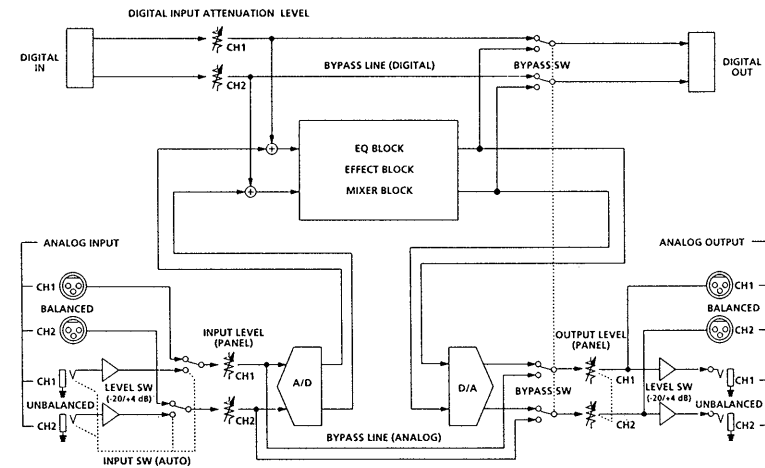 DIGITAL INPUT ATTENUATION LEVEL
DIGITAL
IN
CH1
CH2
BYPASS LINE (DIGITAL)
BYPASS SW
DIGITAL
OUT
EQ BLOCK
EFFECT BLOCK
MIXER BLOCK
ANALOG INPUT
CH1
BALANCED
CH2
CH1
UNBALANCED
CH2
LEVEL SW
(-20/+4 dB)
INPUT SW (AUTO)
INPUT LEVEL
(PANEL)
CH1
CH2
A/D
BYPASS LINE (ANALOG)
D/A
BYPASS SW
OUTPUT LEVEL
(PANEL)
CH1
CH2
LEVEL SW
(-20/+4 dB)
ANALOG OUTPUT
CH1
BALANCED
CH2
CH1
UNBALANCED
CH2